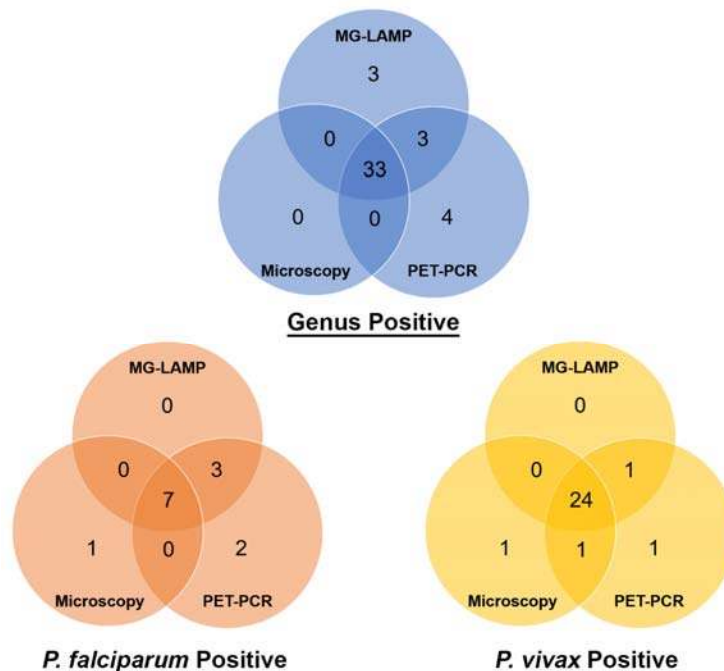 MG-LAMP
3
0 3
33
0 0 4
Microscopy PET-PCR
Genus Positive
MG-LAMP
0
0 3
7
1 0 2
Microscopy PET-PCR
P. falciparum Positive
MG-LAMP
0
0 1
24
1 1 1
Microscopy PET-PCR
P. vivax Positive